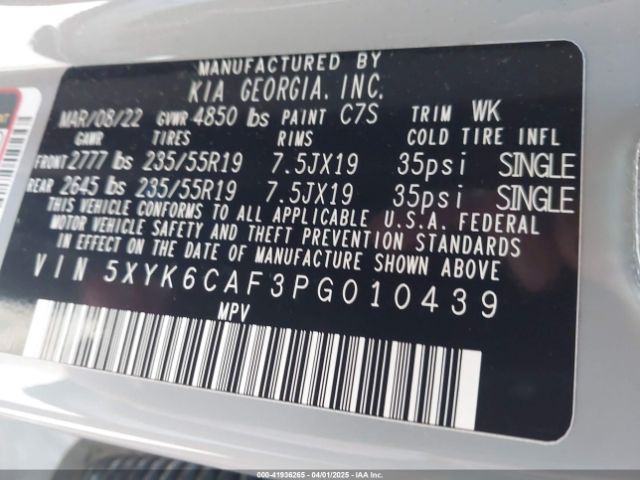 MANUFACTURED BY
KIA GEORGIA, INC.
MAR/08/22 GVWR 4850 lbs PAINT C7S TRIM WK
GAWR TIRES RIMS COLD TIRE INFL
FRONT 2777 lbs 235/55R19 7.5JX19 35psi SINGLE
REAR 2645 lbs 235/55R19 7.5JX19 35psi SINGLE
THIS VEHICLE CONFORMS TO ALL APPLICABLE U.S.A. FEDERAL
MOTOR VEHICLE SAFETY AND THEFT PREVENTION STANDARDS
IN EFFECT ON THE DATE OF MANUFACTURE SHOWN ABOVE
VIN 5XYK6CAF3PG010439
MPV
000-41936265 - 04/01/2025 - IAAI.COM